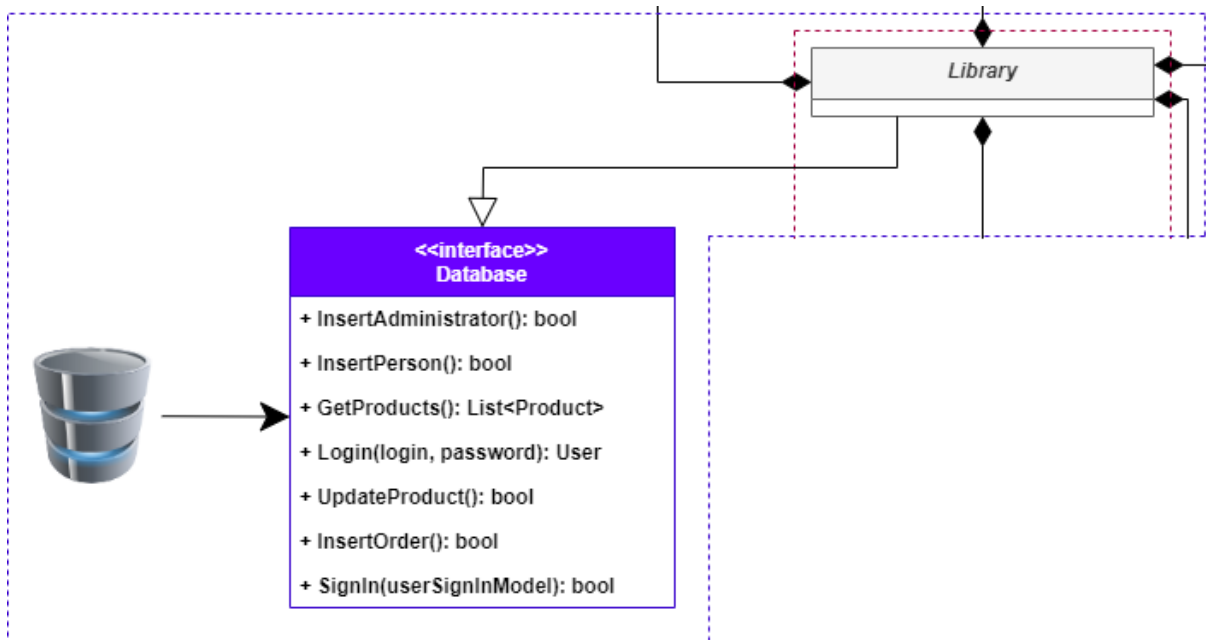 Library
<<interface>>
Database
+ InsertAdministrator(): bool
+ InsertPerson(): bool
+ GetProducts(): List<Product>
+ Login(login, password): User
+ UpdateProduct(): bool
+ InsertOrder(): bool
+ SignIn(userSignInModel): bool